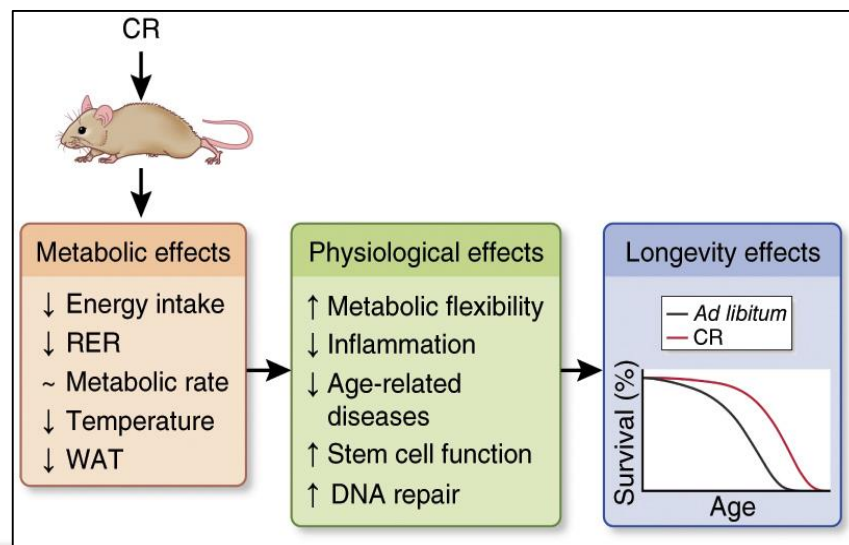 CR
Metabolic effects
↓ Energy intake
↓ RER
~ Metabolic rate
↓ Temperature
↓ WAT
Physiological effects
↑ Metabolic flexibility
↓ Inflammation
↓ Age-related
diseases
↑ Stem cell function
↑ DNA repair
Longevity effects
Ad libitum
CR
Survival (%)
Age